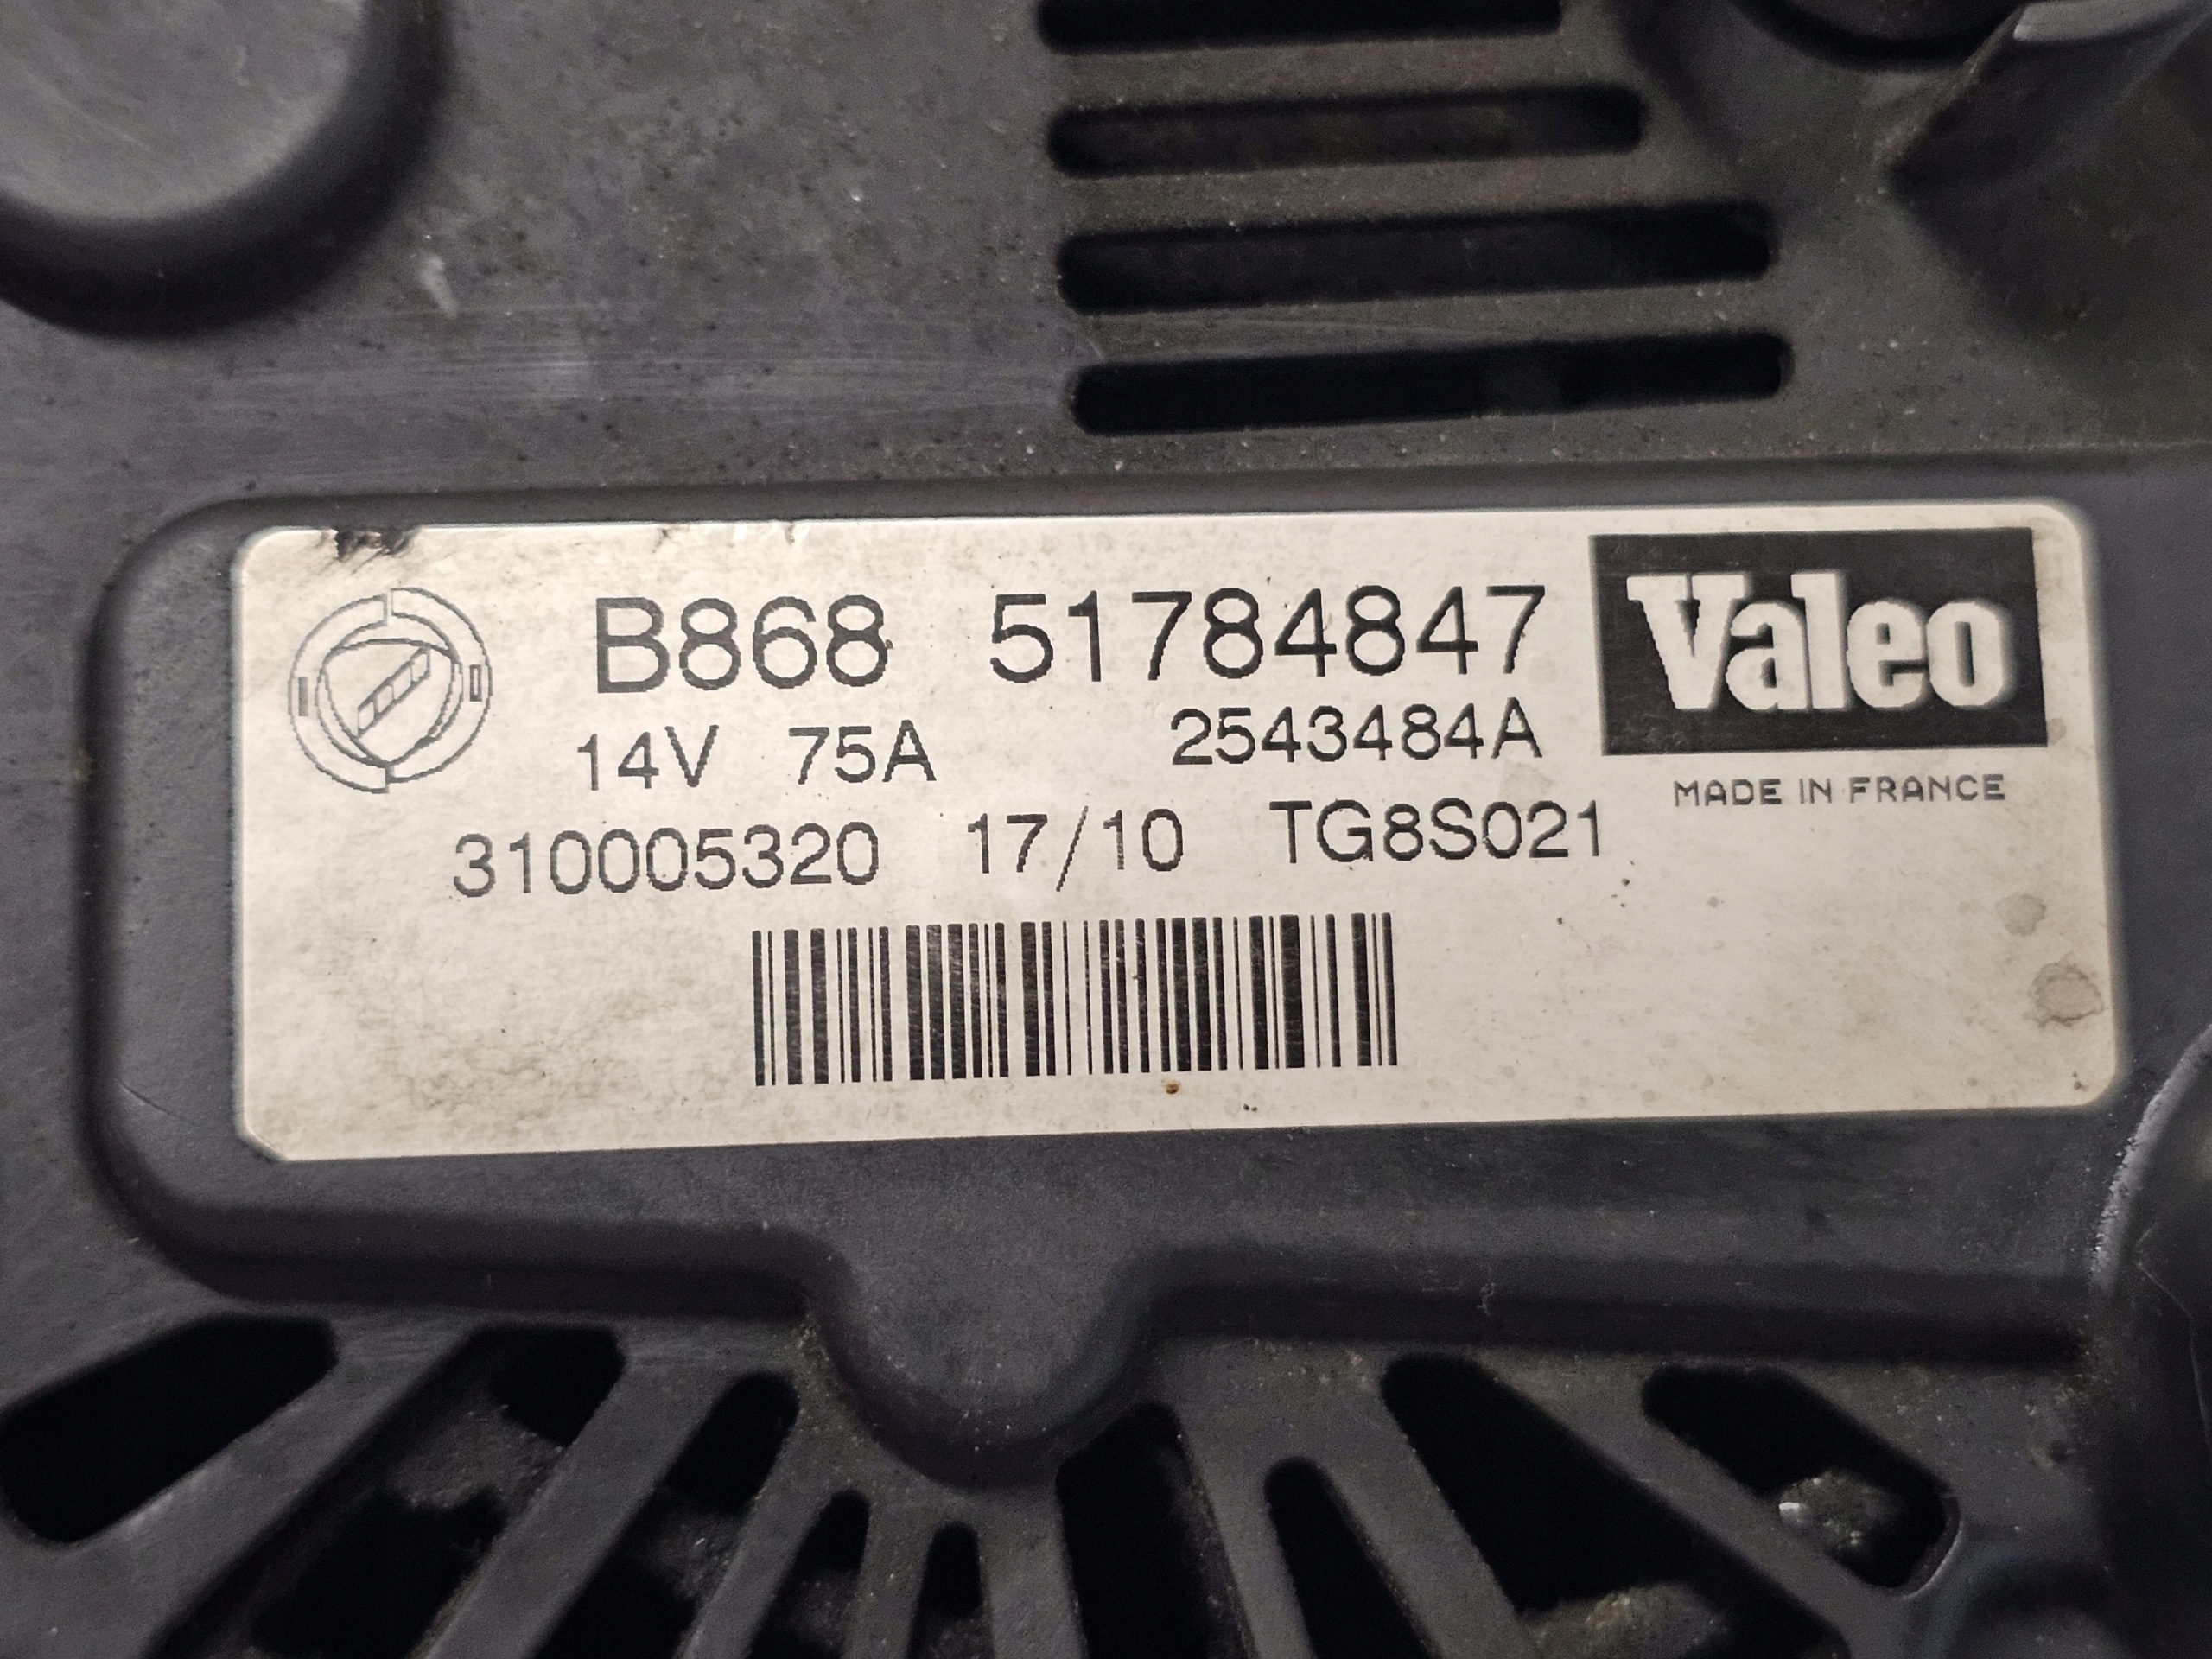 B868 51784847
Valeo
14V 75A 2543484A
MADE IN FRANCE
310005320 17/10 TG8S021